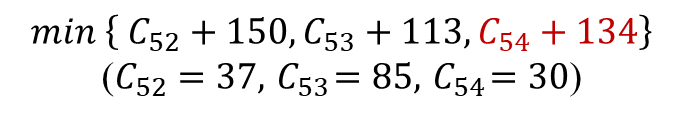 min { C₅₂ + 150, C₅₃ + 113, C₅₄ + 134}
(C₅₂ = 37, C₅₃ = 85, C₅₄ = 30)